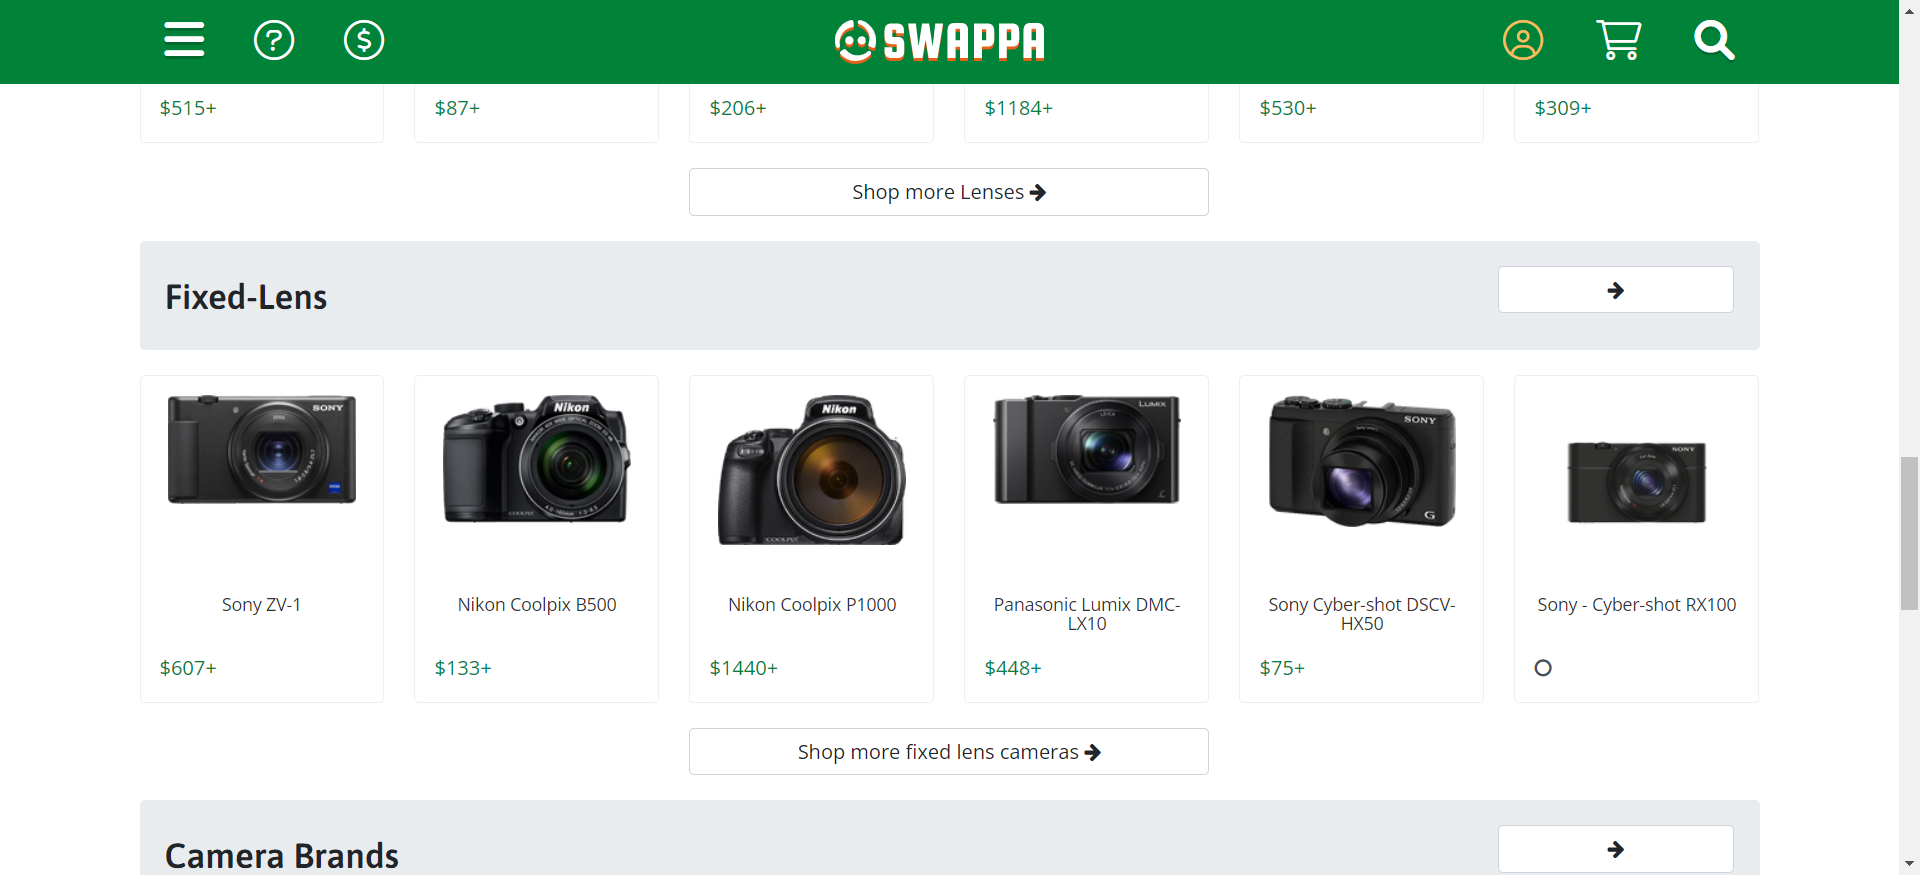 SWAPPA
$515+
$87+
$206+
$1184+
$530+
$309+
Shop more Lenses
Fixed-Lens
SONY
Nikon
COOLPIX
Nikon
COOLPIX
LUMIX
SONY
G
SONY
Sony ZV-1
Nikon Coolpix B500
Nikon Coolpix P1000
Panasonic Lumix DMC-
LX10
Sony Cyber-shot DSCV-
HX50
Sony - Cyber-shot RX100
$607+
$133+
$1440+
$448+
$75+
Shop more fixed lens cameras
Camera Brands